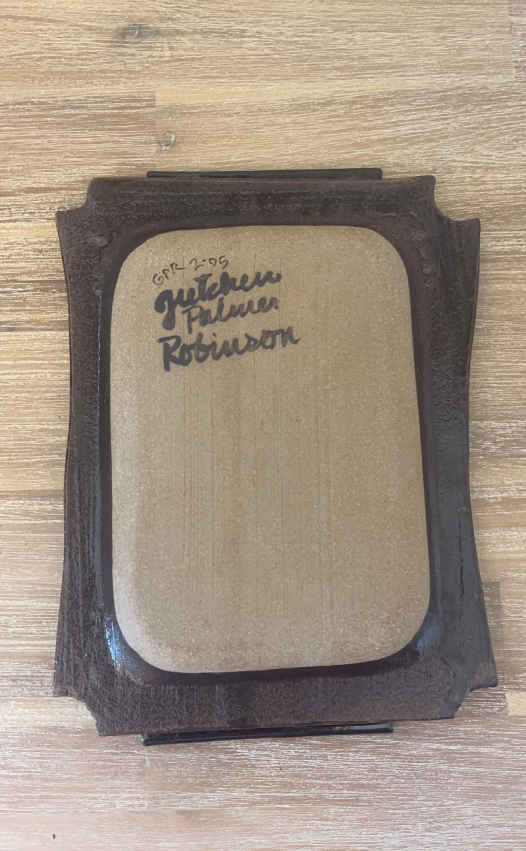 GPR 2-05
Gretchen
Palmer
Robinson